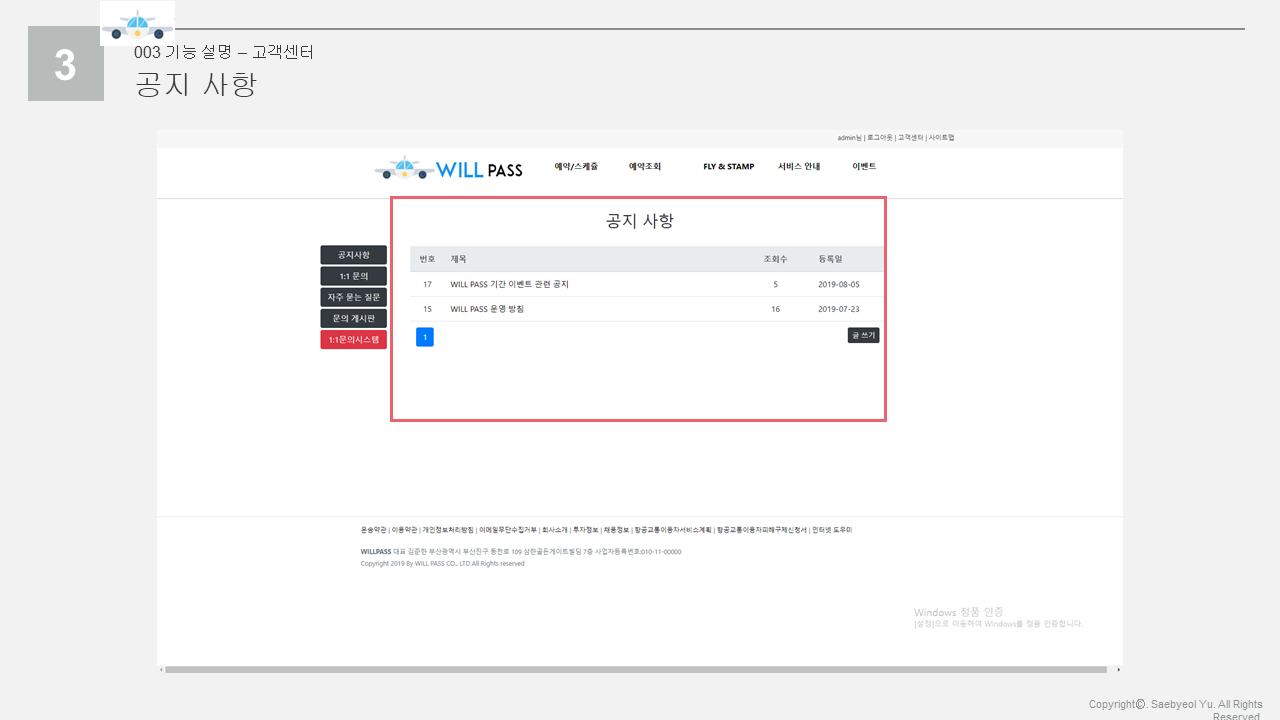 3
003 기능 설명 – 고객센터
공지 사항
admin님 | 로그아웃 | 고객센터 | 사이트맵
WILL PASS 예약/스케쥴 예약조회 FLY & STAMP 서비스 안내 이벤트
공지 사항
공지사항
1:1 문의
자주 묻는 질문
문의 게시판
1:1문의시스템
번호 제목 조회수 등록일
17 WILL PASS 기간 이벤트 관련 공지 5 2019-08-05
15 WILL PASS 운영 방침 16 2019-07-23
1 글 쓰기
운송약관 | 이용약관 | 개인정보처리방침 | 이메일무단수집거부 | 회사소개 | 투자정보 | 채용정보 | 항공교통이용자서비스계획 | 항공교통이용자피해구제신청서 | 인터넷 도우미
WILLPASS 대표 김준한 부산광역시 부산진구 동천로 109 삼한골든게이트빌딩 7층 사업자등록번호:010-11-00000
Copyright 2019 By WILL PASS CO., LTD All Rights reserved
Windows 정품 인증
[설정]으로 이동하여 Windows를 정품 인증합니다.
Copyright©. Saebyeol Yu. All Rights
Reserved.